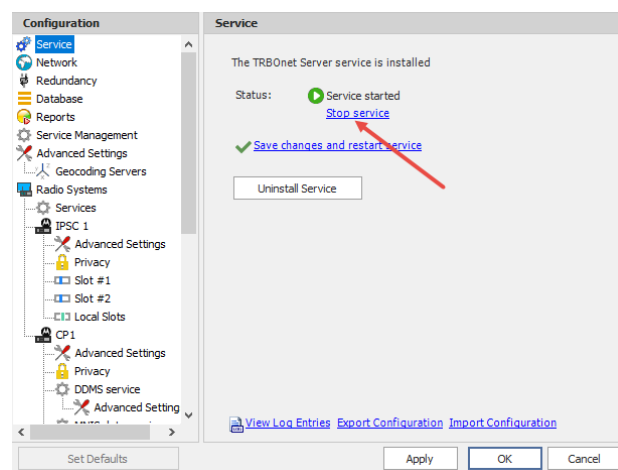 Configuration
Service
Network
Redundancy
Database
Reports
Service Management
Advanced Settings
Geocoding Servers
Radio Systems
Services
IPSC 1
Advanced Settings
Privacy
Slot #1
Slot #2
Local Slots
CP1
Advanced Settings
Privacy
DDMS service
Advanced Setting
Set Defaults
Service
The TRBOnet Server service is installed
Status: Service started
Stop service
Save changes and restart service
Uninstall Service
View Log Entries Export Configuration Import Configuration
Apply OK Cancel